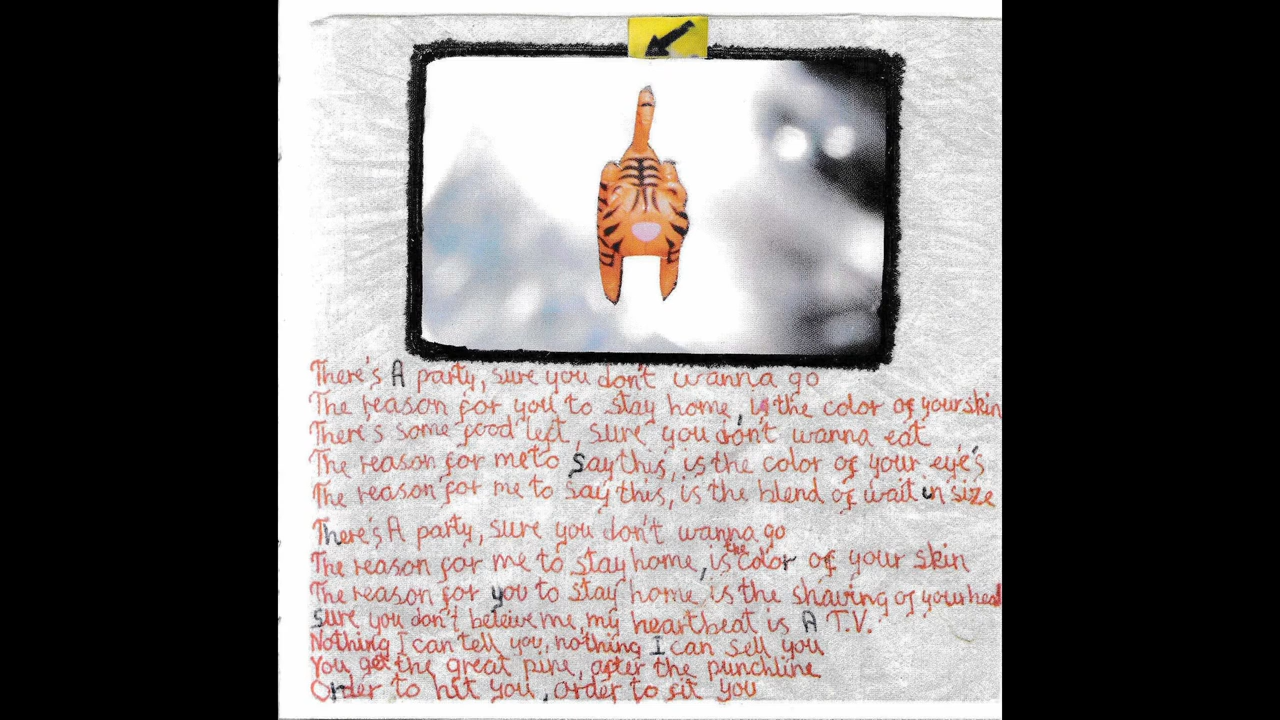 There's A party, sure you don't wanna go
The reason for you to stay home, is the color of your skin
There's some food left, sure you don't wanna eat
The reason for me to say this, is the color of your eye's
The reason for me to say this, is the blend of wait in size
There's A party, sure you don't wanna go
The reason for me to stay home, is the color of your skin
The reason for you to stay home, is the shaving of your head
Sure you don't beleive me, my heartbeat is A T.V.
Nothing I can tell you, nothing I can sell you
You get the great pine, after the punchline
Order to hit you, order to sit you